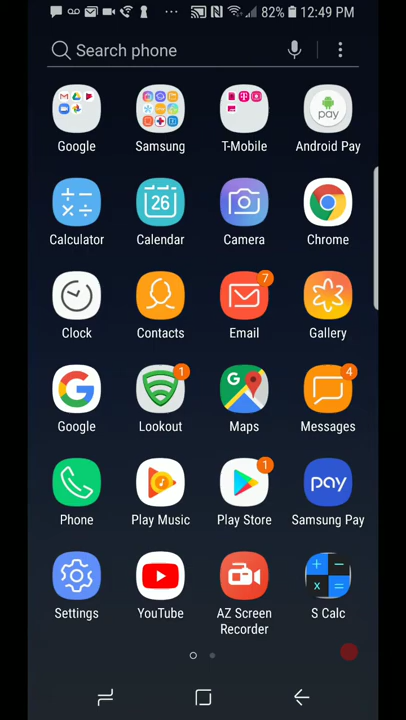 82% 12:49 PM
Search phone
Google Samsung T-Mobile Android Pay
pay
Calculator Calendar Camera Chrome
26
Clock Contacts Email Gallery
7
Google Lookout Maps Messages
1
4
Phone Play Music Play Store Samsung Pay
1
pay
Settings YouTube AZ Screen Recorder S Calc